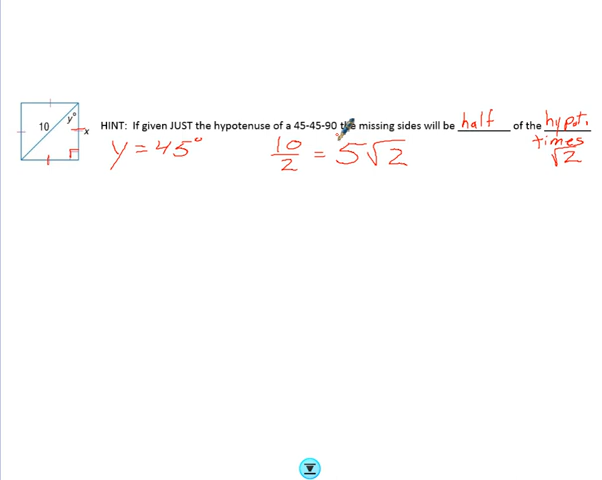 10
y°
x
HINT: If given JUST the hypotenuse of a 45-45-90 the missing sides will be half of the hypot.
times
√2
y = 45°
10/2 = 5√2